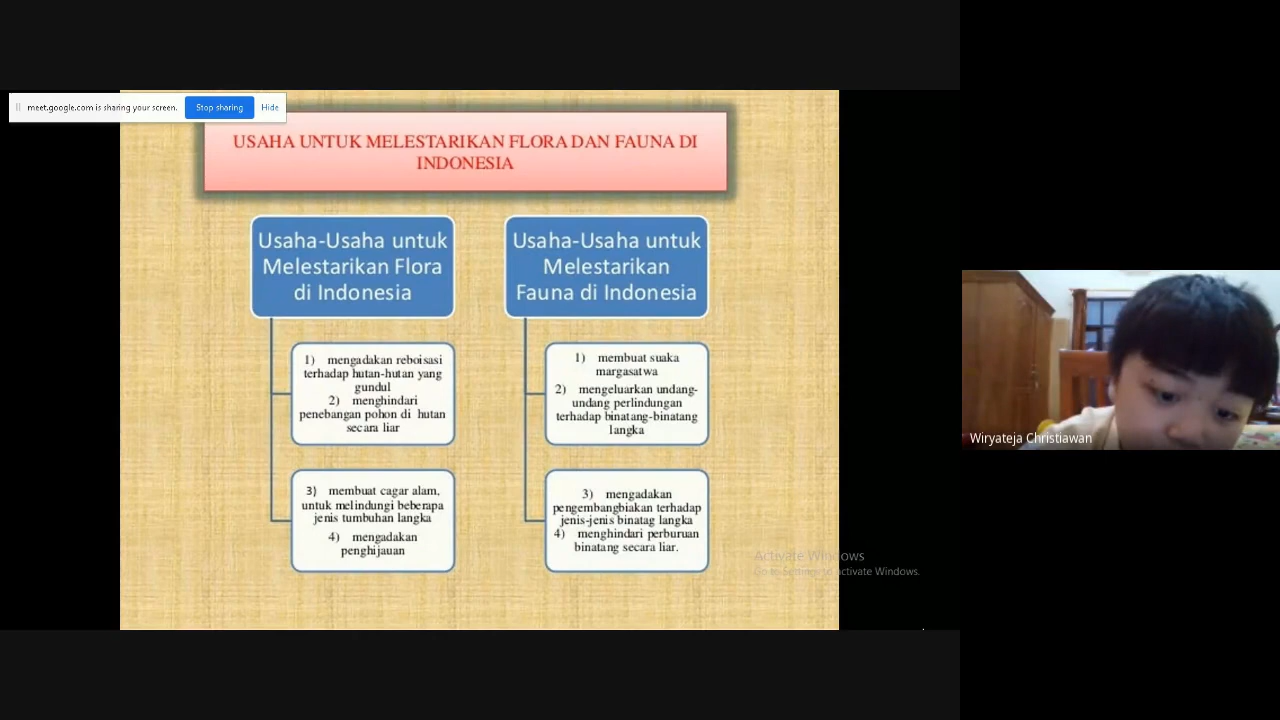 meet.google.com is sharing your screen.
Stop sharing
Hide
USAHA UNTUK MELESTARIKAN FLORA DAN FAUNA DI
INDONESIA
Usaha-Usaha untuk
Melestarikan Flora
di Indonesia
1) mengadakan reboisasi
terhadap hutan-hutan yang
gundul
2) menghindari
penebangan pohon di hutan
secara liar
3) membuat cagar alam,
untuk melindungi beberapa
jenis tumbuhan langka
4) mengadakan
penghijauan
Usaha-Usaha untuk
Melestarikan
Fauna di Indonesia
1) membuat suaka
margasatwa
2) mengeluarkan undang-
undang perlindungan
terhadap binatang-binatang
langka
3) mengadakan
pengembangbiakan terhadap
jenis-jenis binatag langka
4) menghindari perburuan
binatang secara liar.
Activate Windows
Go to Settings to activate Windows.
Wiryateja Christiawan